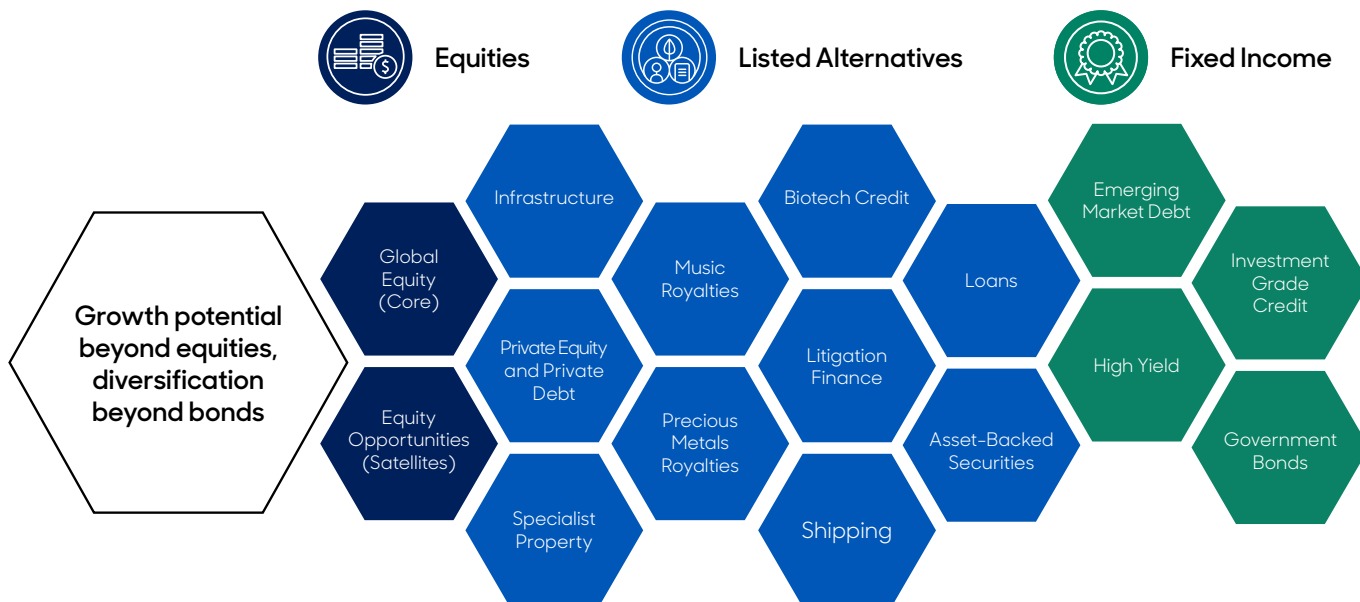 Equities
Listed Alternatives
Fixed Income
Growth potential
beyond equities,
diversification
beyond bonds
Global
Equity
(Core)
Equity
Opportunities
(Satellites)
Infrastructure
Private Equity
and Private
Debt
Specialist
Property
Music
Royalties
Precious
Metals
Royalties
Biotech Credit
Litigation
Finance
Shipping
Loans
Asset-Backed
Securities
Emerging
Market Debt
High Yield
Investment
Grade
Credit
Government
Bonds
$